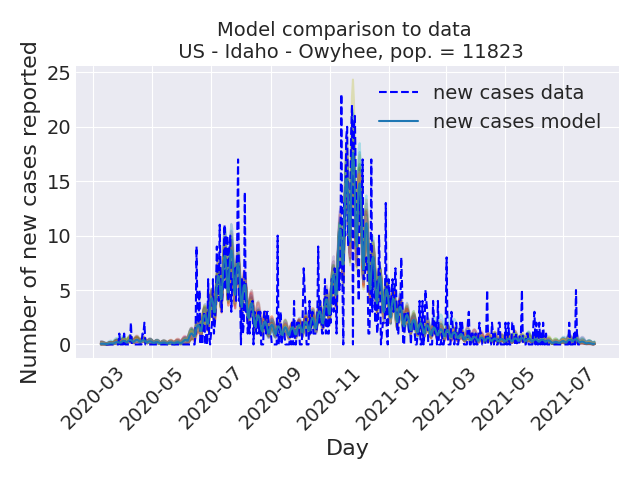 Model comparison to data
US - Idaho - Owyhee, pop. = 11823
Number of new cases reported
25
20
15
10
5
0
new cases data
new cases model
2020-03
2020-05
2020-07
2020-09
2020-11
2021-01
2021-03
2021-05
2021-07
Day